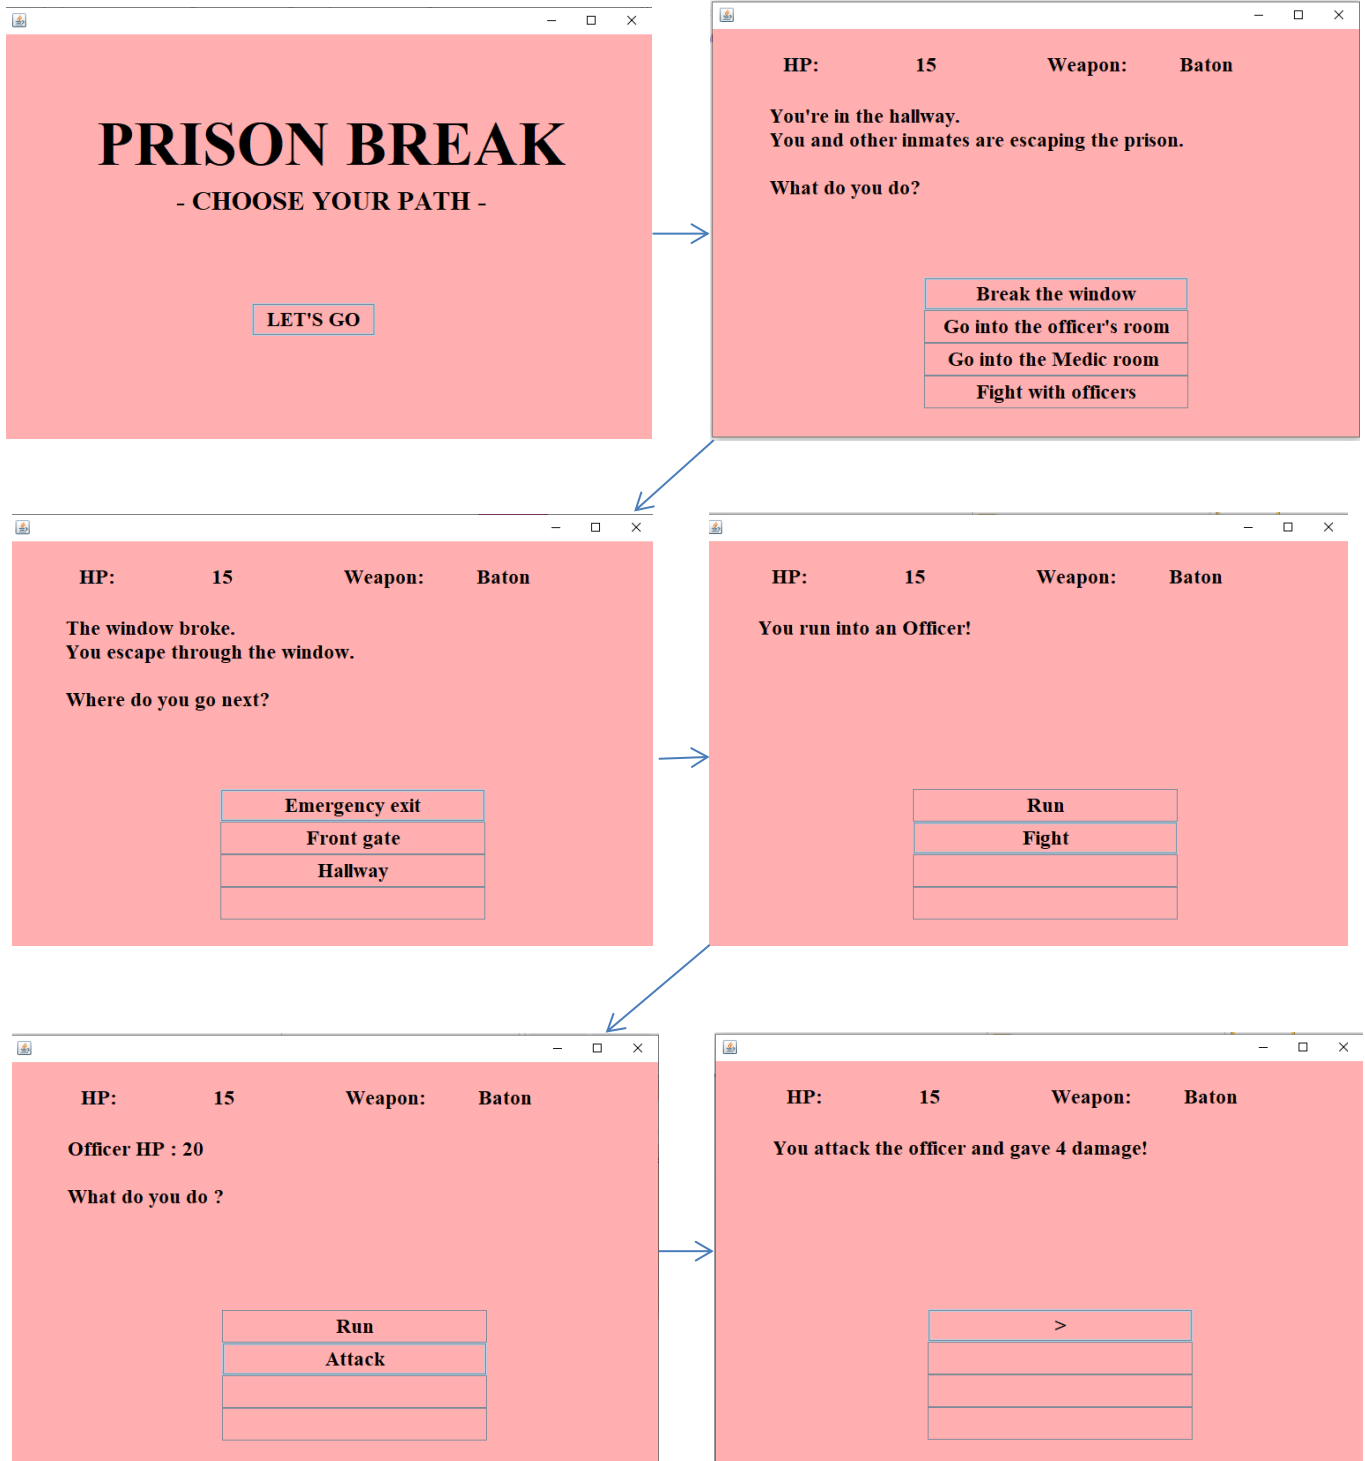 PRISON BREAK
- CHOOSE YOUR PATH -
LET'S GO
HP: 15 Weapon: Baton
You're in the hallway.
You and other inmates are escaping the prison.
What do you do?
Break the window
Go into the officer's room
Go into the Medic room
Fight with officers
HP: 15 Weapon: Baton
The window broke.
You escape through the window.
Where do you go next?
Emergency exit
Front gate
Hallway
HP: 15 Weapon: Baton
You run into an Officer!
Run
Fight
HP: 15 Weapon: Baton
Officer HP : 20
What do you do ?
Run
Attack
HP: 15 Weapon: Baton
You attack the officer and gave 4 damage!
>